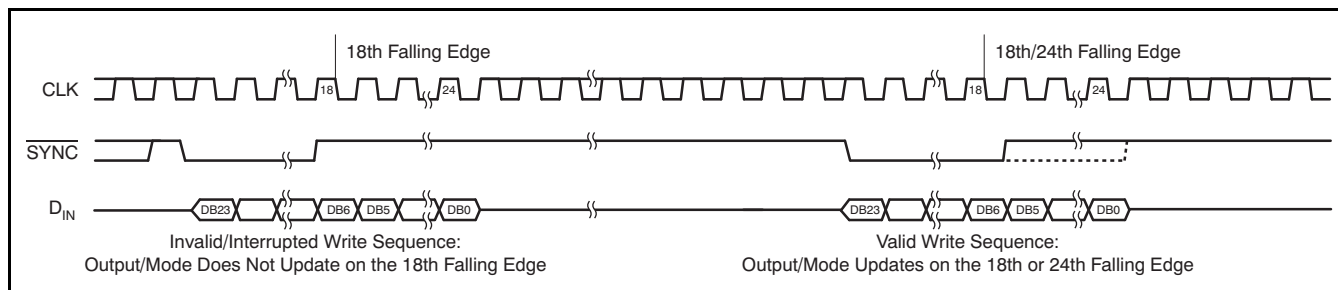 18th Falling Edge
18th/24th Falling Edge
CLK
18
24
18
24
SYNC
DIN
DB23
DB6
DB5
DB0
DB23
DB6
DB5
DB0
Invalid/Interrupted Write Sequence:
Output/Mode Does Not Update on the 18th Falling Edge
Valid Write Sequence:
Output/Mode Updates on the 18th or 24th Falling Edge